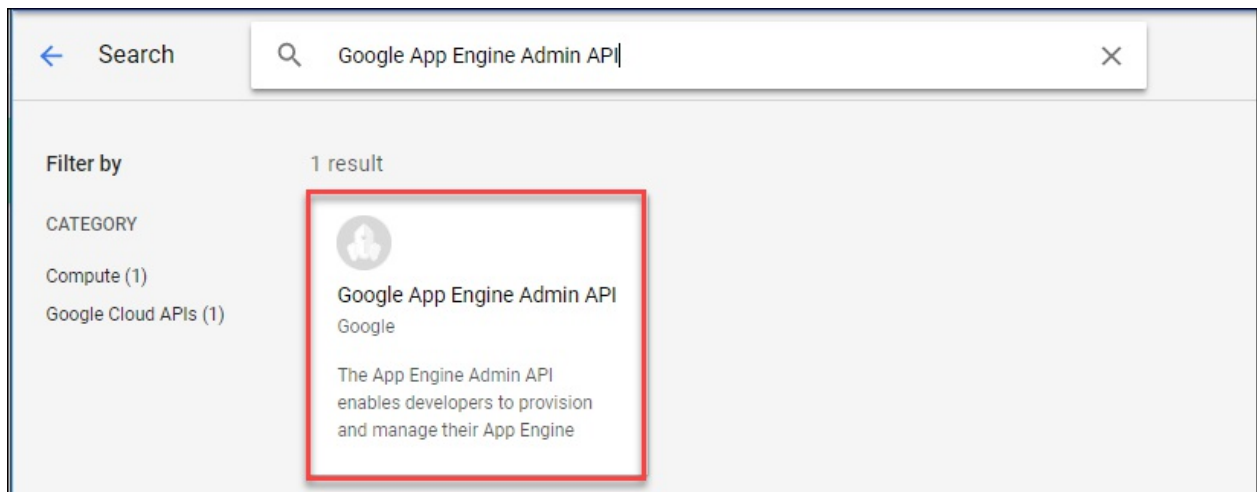 Search
Google App Engine Admin API
Filter by
1 result
CATEGORY
Compute (1)
Google Cloud APIs (1)
Google App Engine Admin API
Google
The App Engine Admin API
enables developers to provision
and manage their App Engine